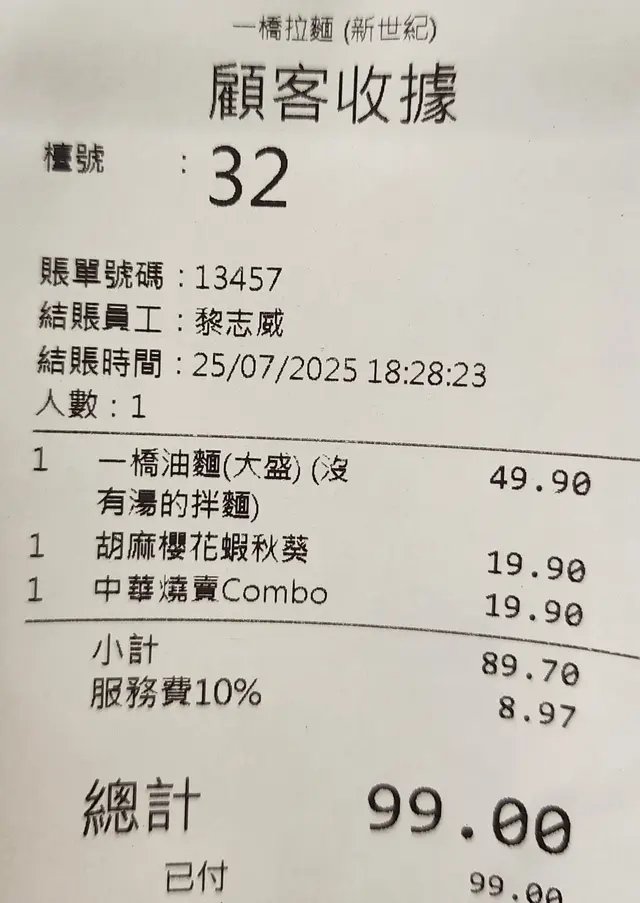 一橋拉麵 (新世紀)
顧客收據
檯號 : 32
賬單號碼 : 13457
結賬員工 : 黎志威
結賬時間 : 25/07/2025 18:28:23
人數 : 1
1 一橋油麵(大盛) (沒 49.90
有湯的拌麵)
1 胡麻櫻花蝦秋葵 19.90
1 中華燒賣Combo 19.90
小計 89.70
服務費10% 8.97
總計 99.00
已付 99.00